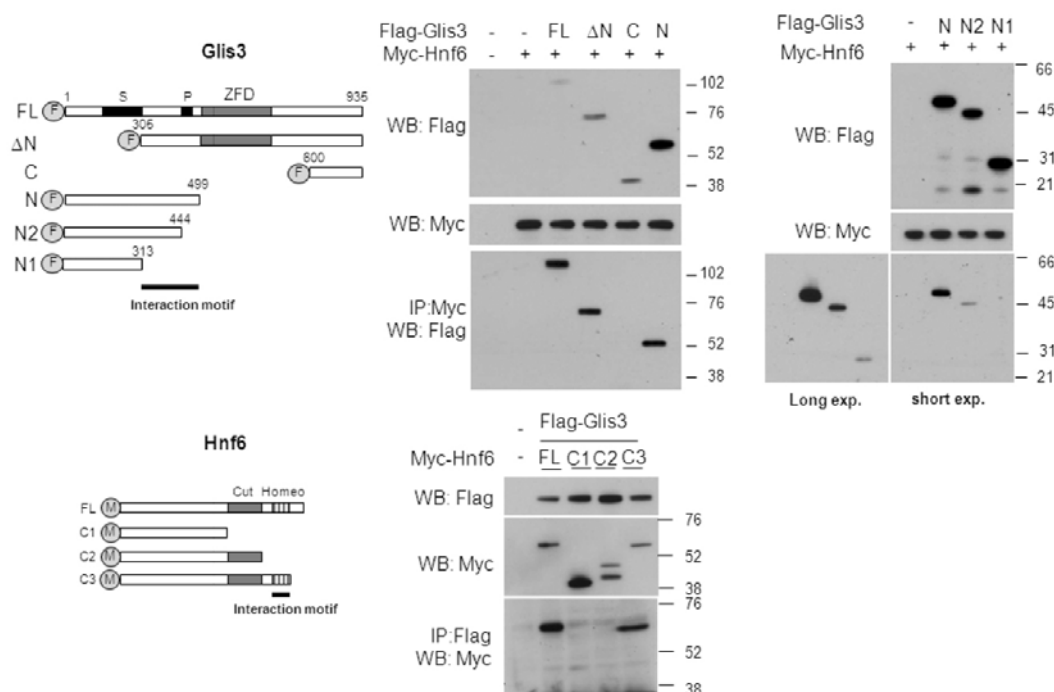 Glis3
1 S P ZFD 935
FL F
306
ΔN F
800
C F
499
N F
444
N2 F
313
N1 F
Interaction motif
Flag-Glis3 - - FL ΔN C N
Myc-Hnf6 - + + + + +
WB: Flag
102
76
52
38
WB: Myc
IP:Myc
WB: Flag
102
76
52
38
Flag-Glis3 - N N2 N1
Myc-Hnf6 + + + +
WB: Flag
66
45
31
21
WB: Myc
66
45
31
21
Long exp. short exp.
Hnf6
Cut Homeo
FL M
C1 M
C2 M
C3 M
Interaction motif
- Flag-Glis3
Myc-Hnf6 - FL C1 C2 C3
WB: Flag
WB: Myc
76
52
38
IP:Flag
WB: Myc
76
52
38